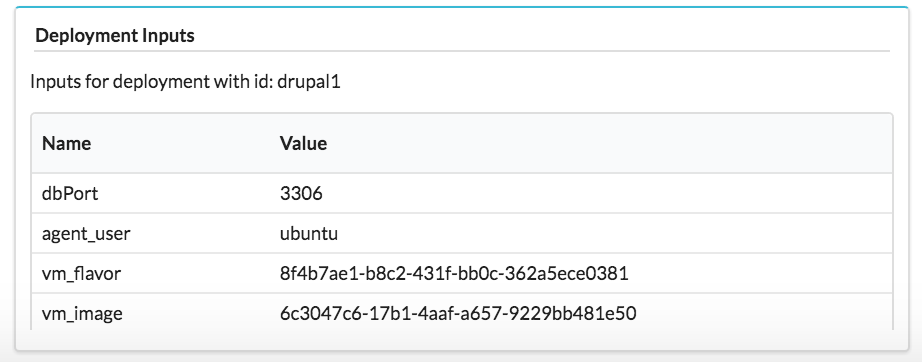 Deployment Inputs
Inputs for deployment with id: drupal1
Name Value
dbPort 3306
agent_user ubuntu
vm_flavor 8f4b7ae1-b8c2-431f-bb0c-362a5ece0381
vm_image 6c3047c6-17b1-4aaf-a657-9229bb481e50